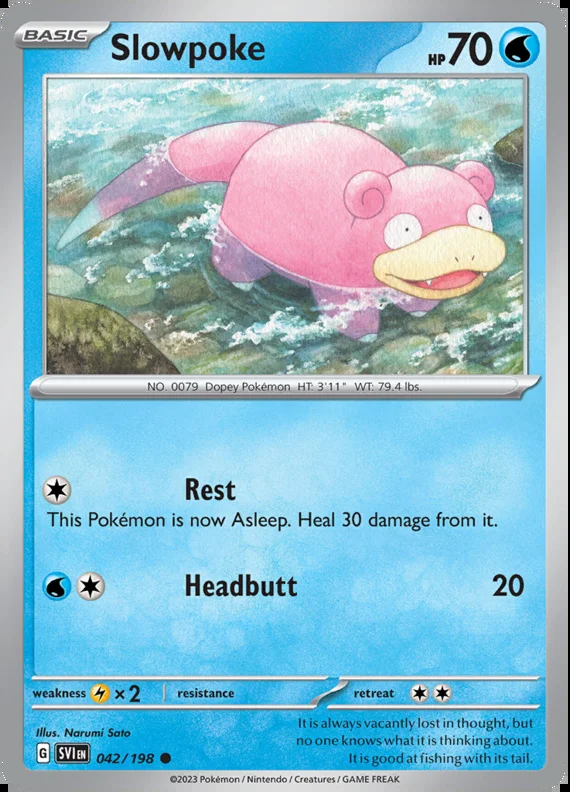 BASIC Slowpoke HP 70
NO. 0079 Dopey Pokémon HT: 3'11" WT: 79.4 lbs.
Rest
This Pokémon is now Asleep. Heal 30 damage from it.
Headbutt 20
weakness ×2 resistance retreat
Illus. Narumi Sato
It is always vacantly lost in thought, but
no one knows what it is thinking about.
It is good at fishing with its tail.
G SVI EN 042/198
©2023 Pokémon / Nintendo / Creatures / GAME FREAK